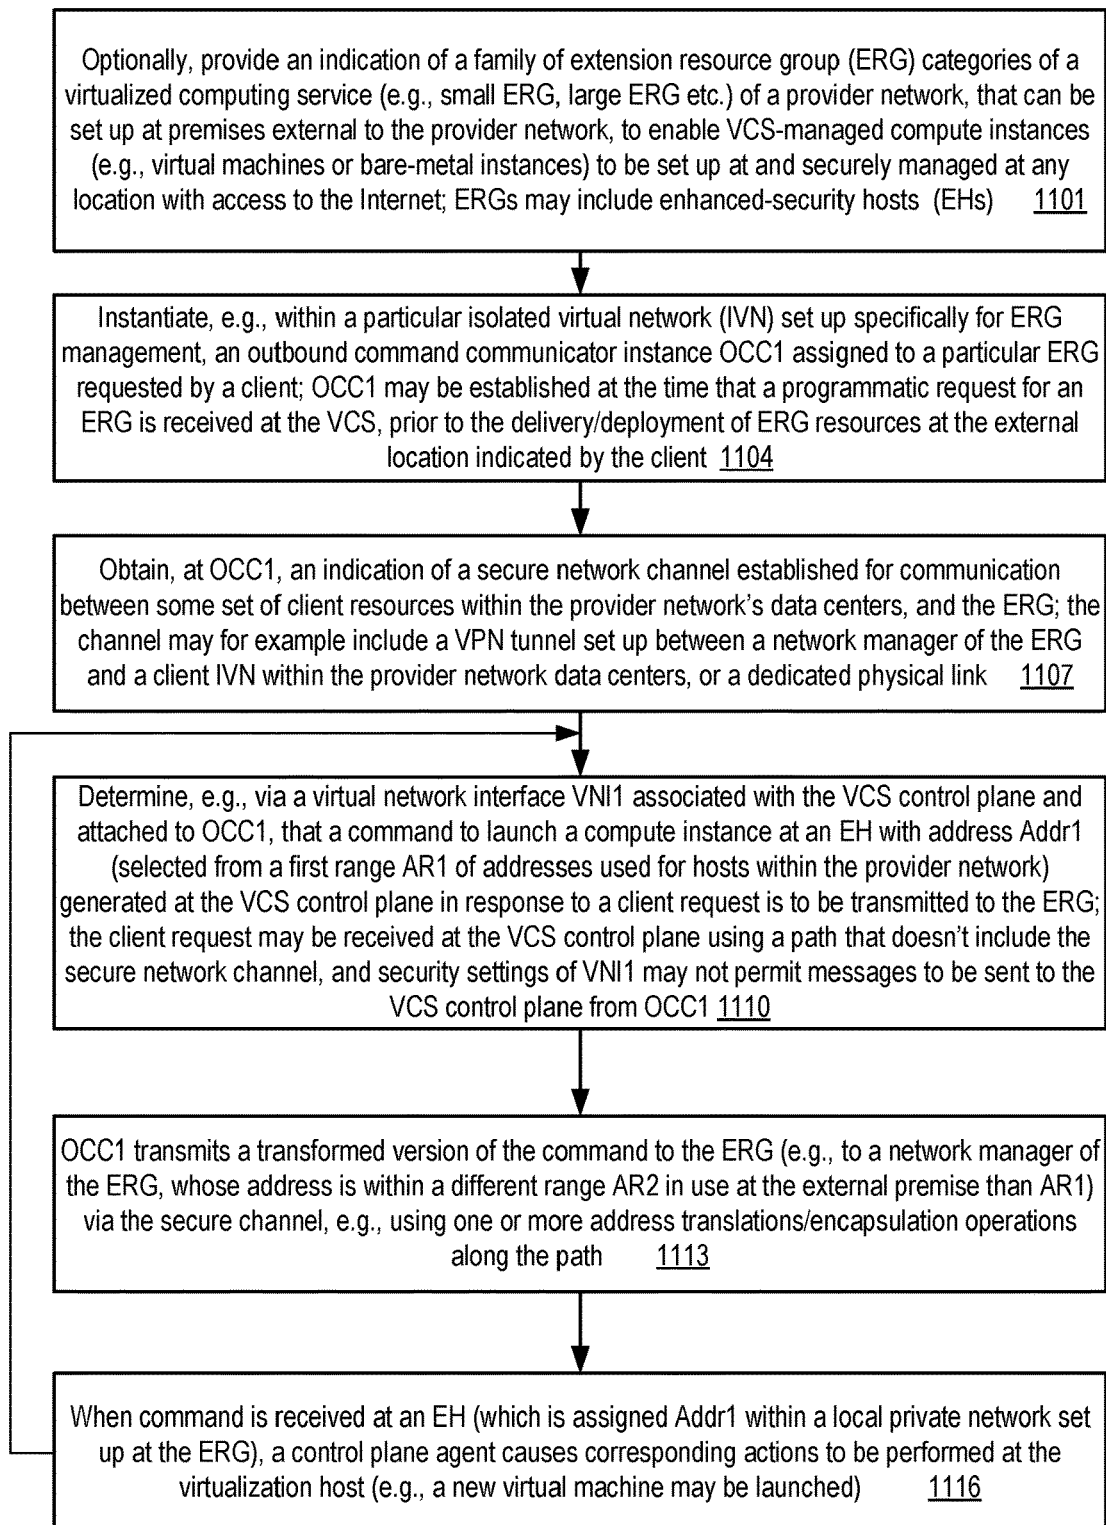 Optionally, provide an indication of a family of extension resource group (ERG) categories of a
virtualized computing service (e.g., small ERG, large ERG etc.) of a provider network, that can be
set up at premises external to the provider network, to enable VCS-managed compute instances
(e.g., virtual machines or bare-metal instances) to be set up at and securely managed at any
location with access to the Internet; ERGs may include enhanced-security hosts (EHs) 1101
Instantiate, e.g., within a particular isolated virtual network (IVN) set up specifically for ERG
management, an outbound command communicator instance OCC1 assigned to a particular ERG
requested by a client; OCC1 may be established at the time that a programmatic request for an
ERG is received at the VCS, prior to the delivery/deployment of ERG resources at the external
location indicated by the client 1104
Obtain, at OCC1, an indication of a secure network channel established for communication
between some set of client resources within the provider network's data centers, and the ERG; the
channel may for example include a VPN tunnel set up between a network manager of the ERG
and a client IVN within the provider network data centers, or a dedicated physical link 1107
Determine, e.g., via a virtual network interface VNI1 associated with the VCS control plane and
attached to OCC1, that a command to launch a compute instance at an EH with address Addr1
(selected from a first range AR1 of addresses used for hosts within the provider network)
generated at the VCS control plane in response to a client request is to be transmitted to the ERG;
the client request may be received at the VCS control plane using a path that doesn't include the
secure network channel, and security settings of VNI1 may not permit messages to be sent to the
VCS control plane from OCC1 1110
OCC1 transmits a transformed version of the command to the ERG (e.g., to a network manager of
the ERG, whose address is within a different range AR2 in use at the external premise than AR1)
via the secure channel, e.g., using one or more address translations/encapsulation operations
along the path 1113
When command is received at an EH (which is assigned Addr1 within a local private network set
up at the ERG), a control plane agent causes corresponding actions to be performed at the
virtualization host (e.g., a new virtual machine may be launched) 1116